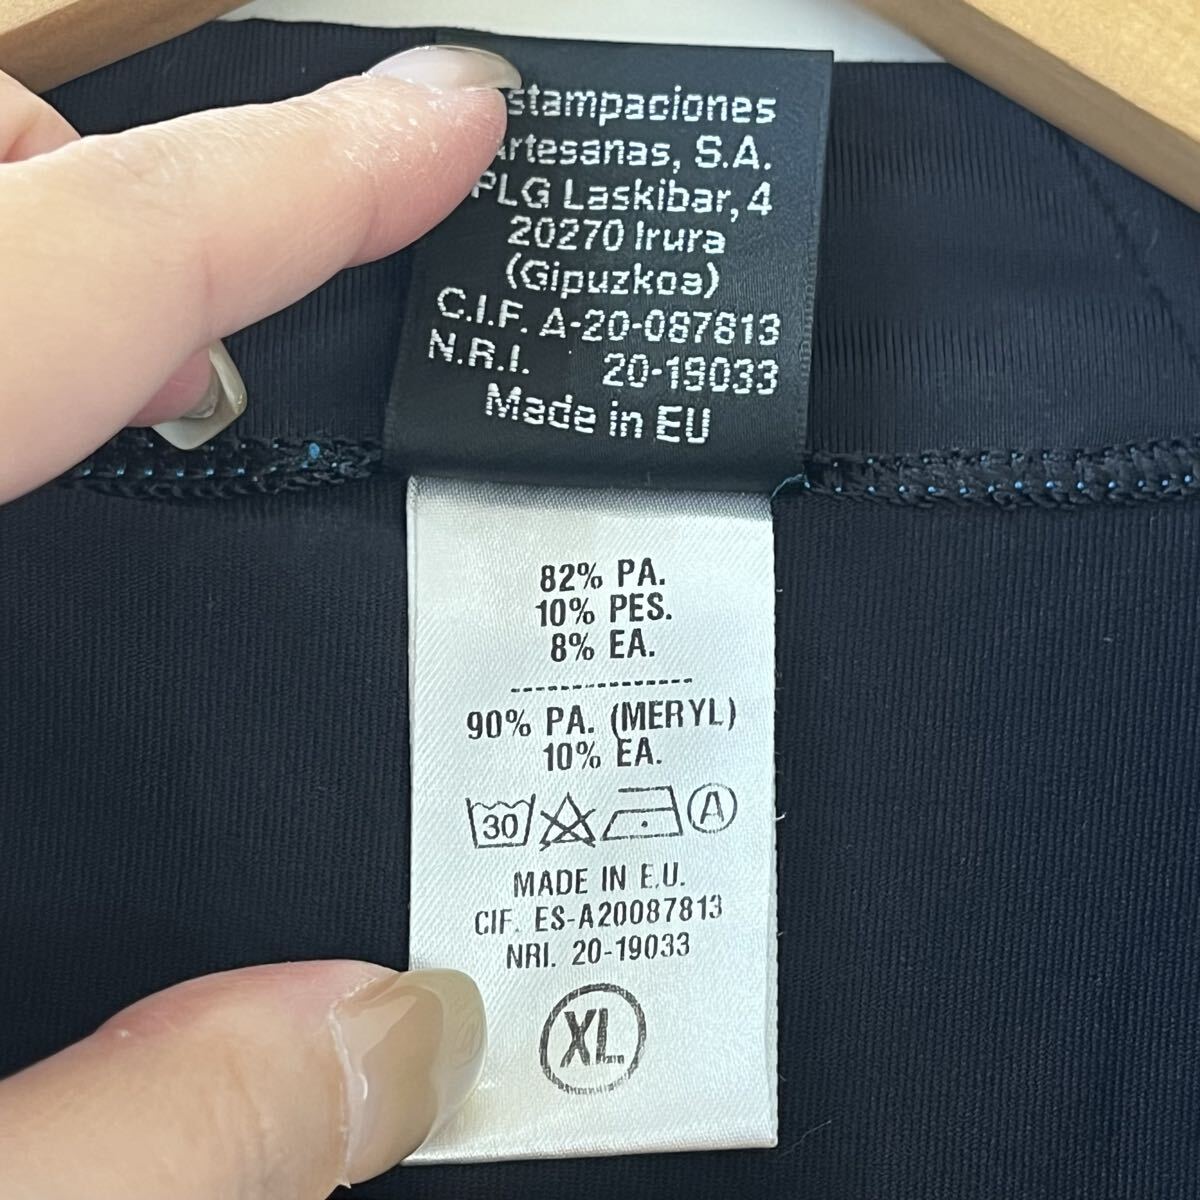 stampaciones
rtesanas, S.A.
PLG Laskibar, 4
20270 Irura
(Gipuzkoa)
C.I.F. A-20-087813
N.R.I. 20-19033
Made in EU
82% PA.
10% PES.
8% EA.
---------------
90% PA. (MERYL)
10% EA.
30 A
MADE IN E.U.
CIF. ES-A20087813
NRI. 20-19033
XL